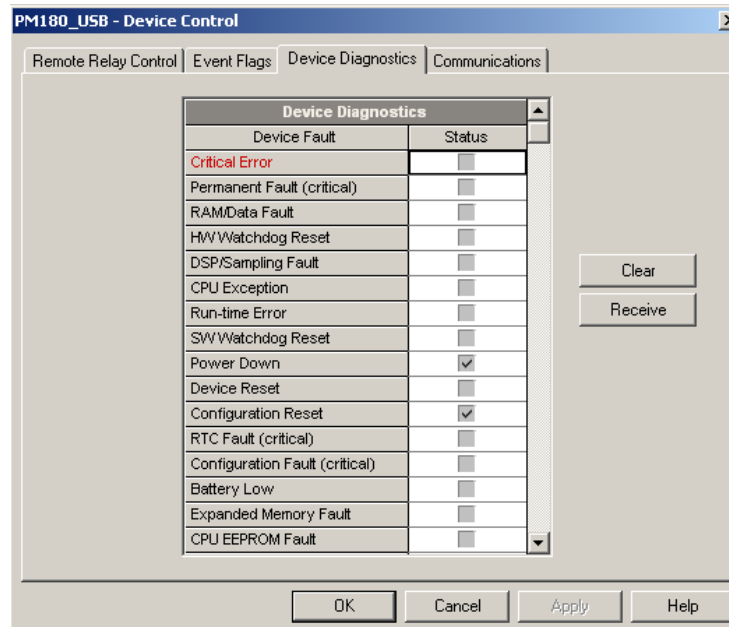 PM180_USB - Device Control
Remote Relay Control Event Flags Device Diagnostics Communications
Device Diagnostics
Device Fault Status
Critical Error
Permanent Fault (critical)
RAM/Data Fault
HW Watchdog Reset
DSP/Sampling Fault
CPU Exception
Run-time Error
SW Watchdog Reset
Power Down
Device Reset
Configuration Reset
RTC Fault (critical)
Configuration Fault (critical)
Battery Low
Expanded Memory Fault
CPU EEPROM Fault
Clear
Receive
OK Cancel Apply Help